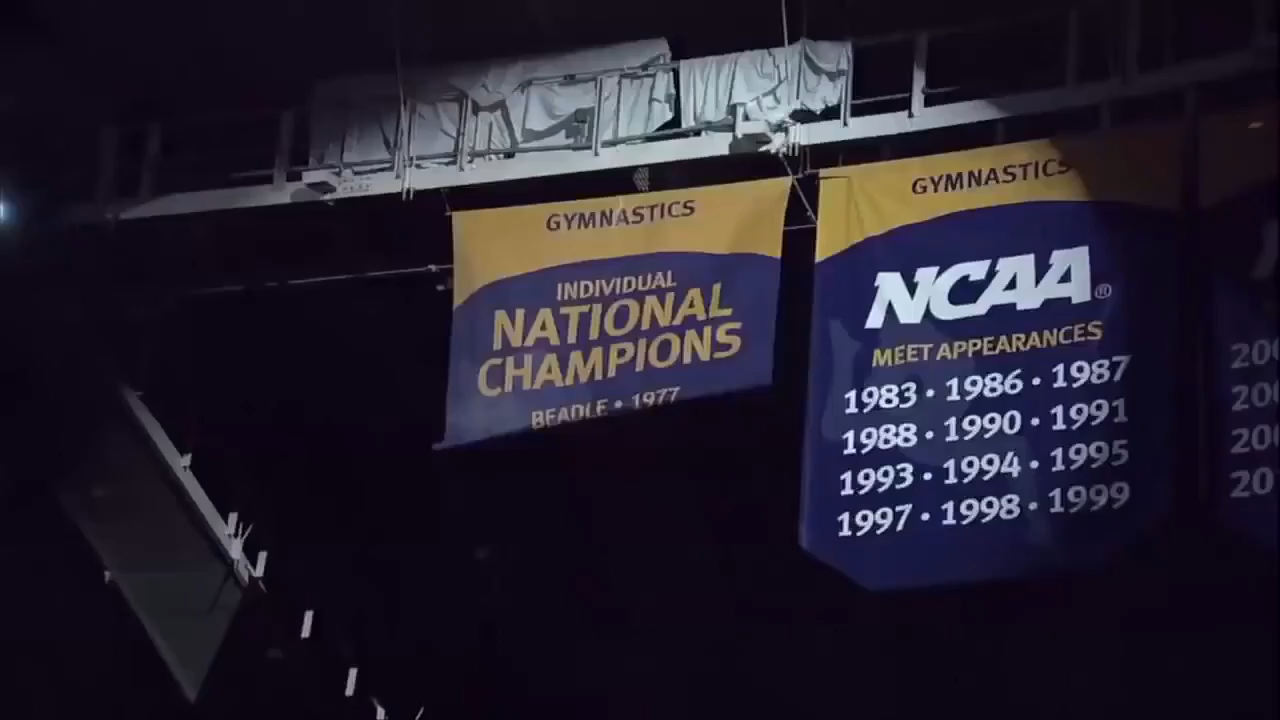 GYMNASTICS
INDIVIDUAL
NATIONAL
CHAMPIONS
BEADLE • 1977
GYMNASTICS
NCAA®
MEET APPEARANCES
1983 • 1986 • 1987
1988 • 1990 • 1991
1993 • 1994 • 1995
1997 • 1998 • 1999